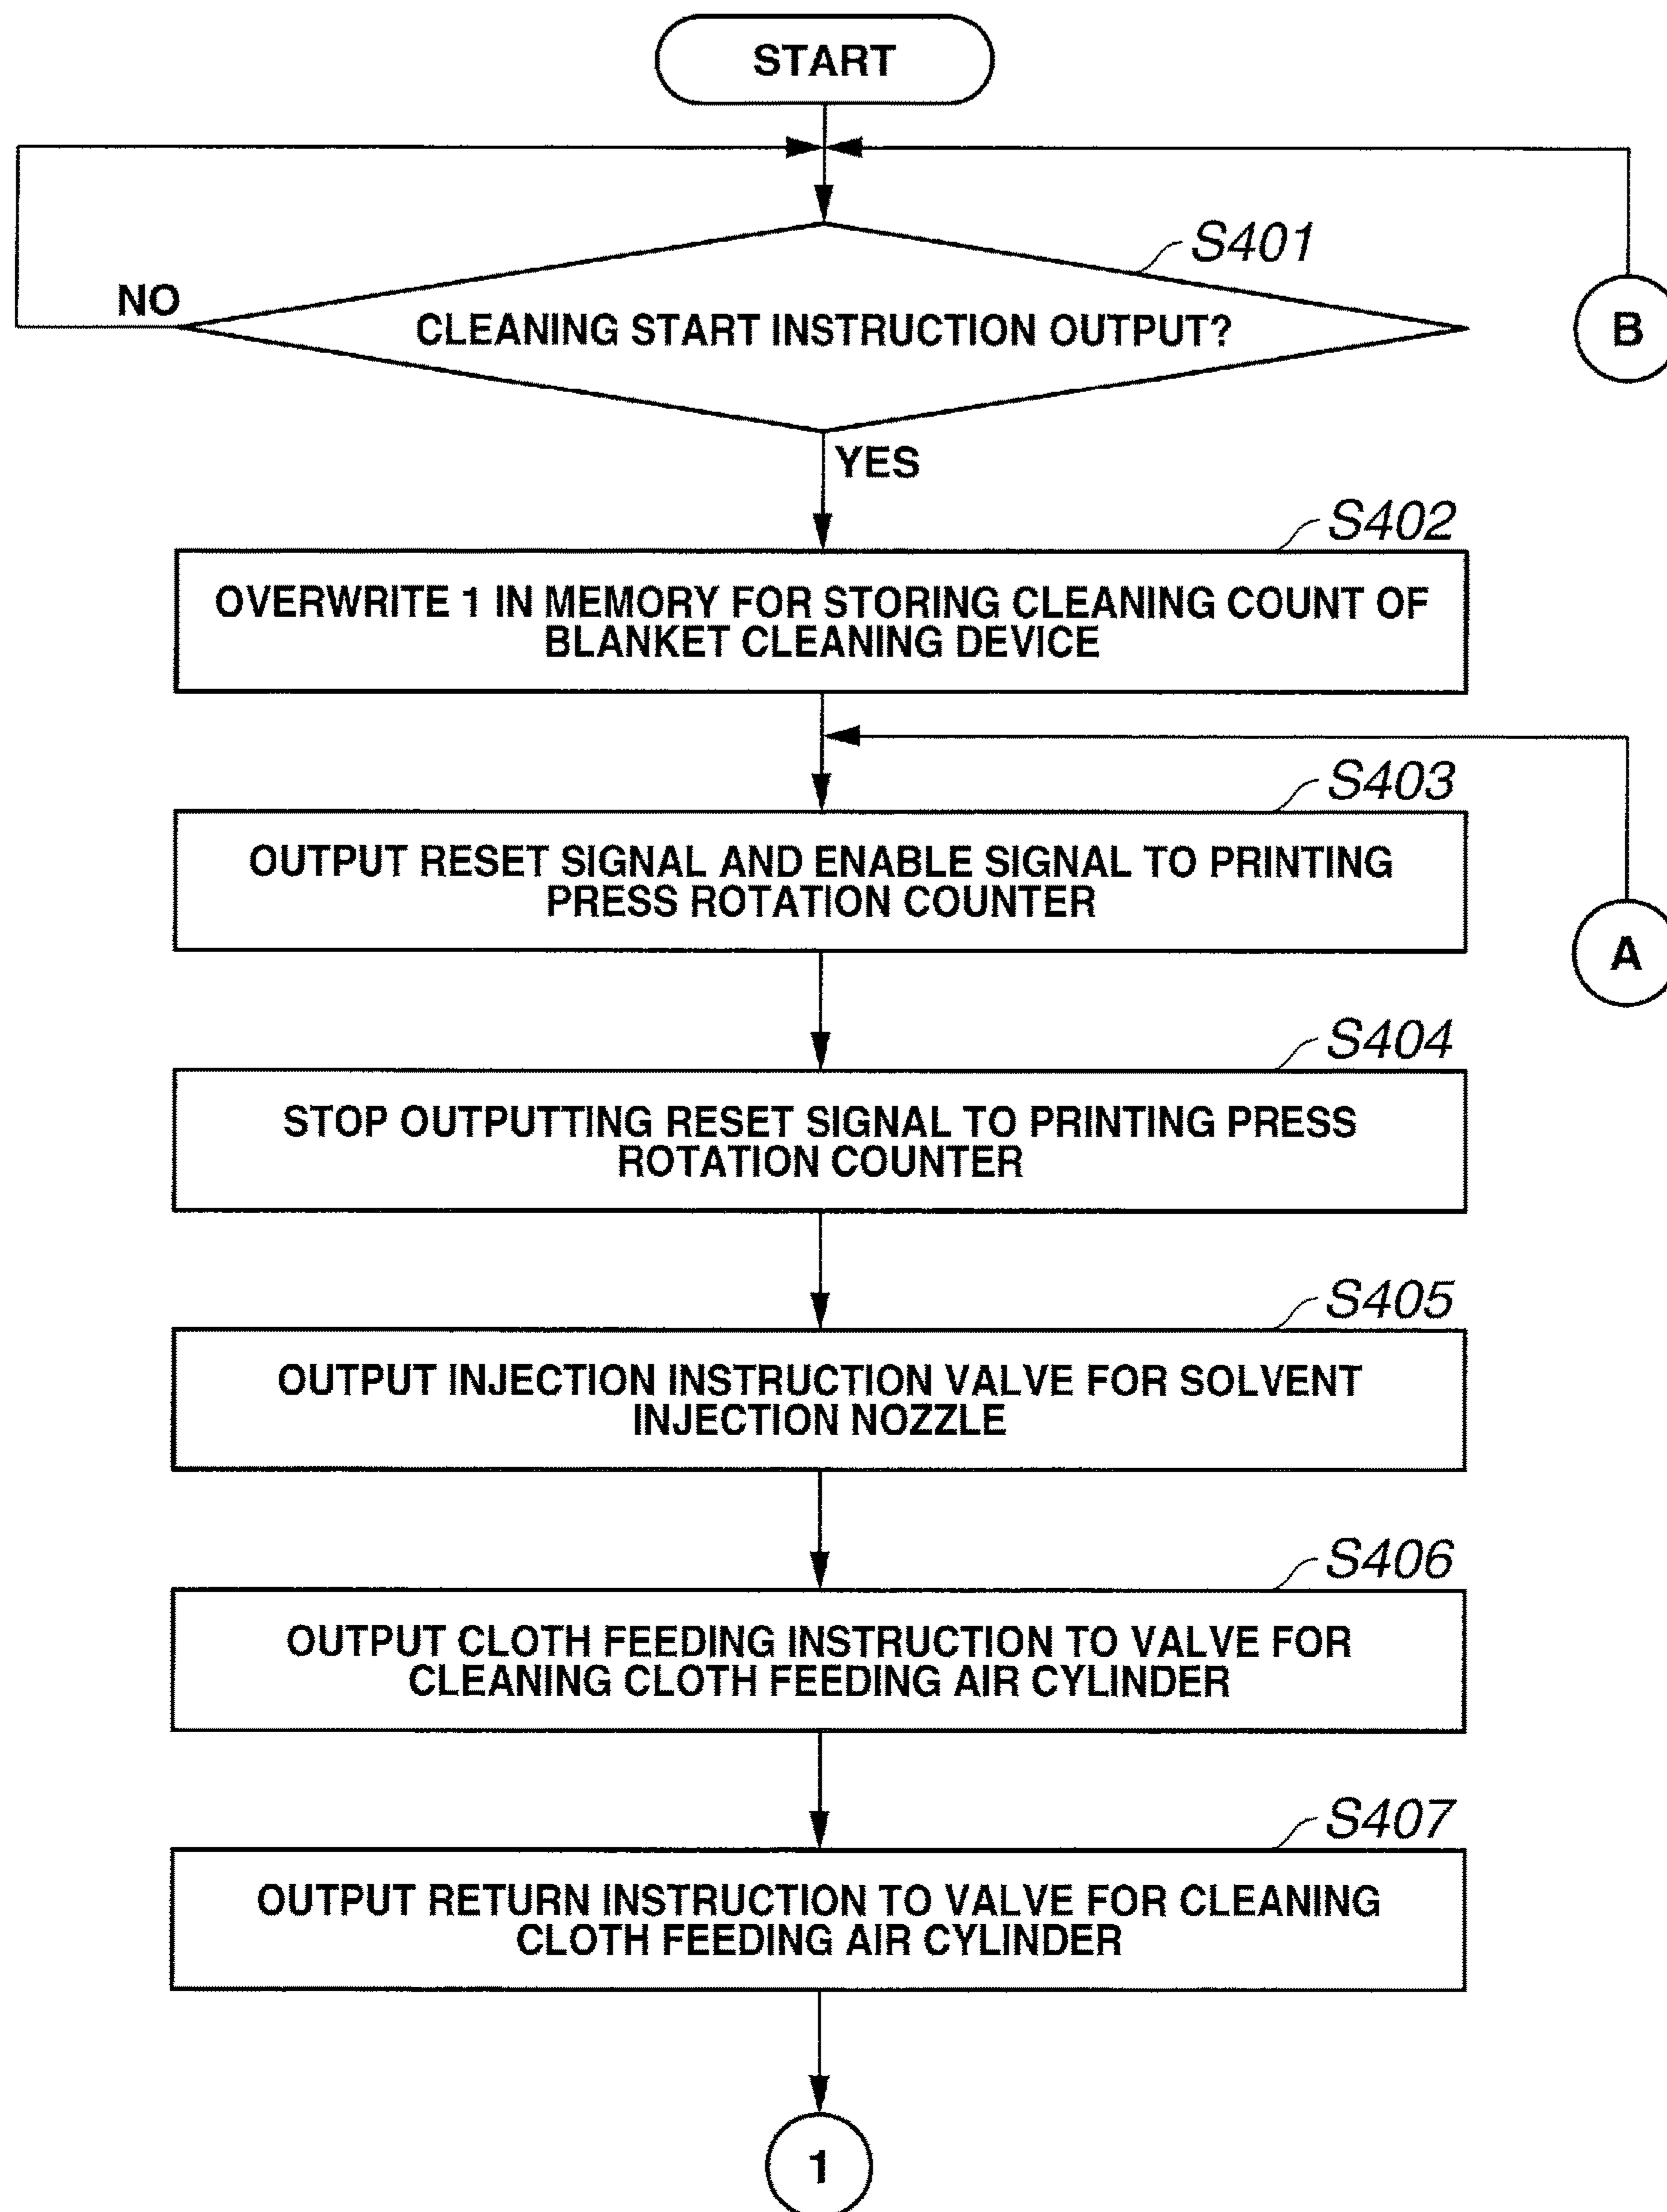 START
S401
NO
CLEANING START INSTRUCTION OUTPUT?
B
YES
S402
OVERWRITE 1 IN MEMORY FOR STORING CLEANING COUNT OF
BLANKET CLEANING DEVICE
S403
OUTPUT RESET SIGNAL AND ENABLE SIGNAL TO PRINTING
PRESS ROTATION COUNTER
A
S404
STOP OUTPUTTING RESET SIGNAL TO PRINTING PRESS
ROTATION COUNTER
S405
OUTPUT INJECTION INSTRUCTION VALVE FOR SOLVENT
INJECTION NOZZLE
S406
OUTPUT CLOTH FEEDING INSTRUCTION TO VALVE FOR
CLEANING CLOTH FEEDING AIR CYLINDER
S407
OUTPUT RETURN INSTRUCTION TO VALVE FOR CLEANING
CLOTH FEEDING AIR CYLINDER
1